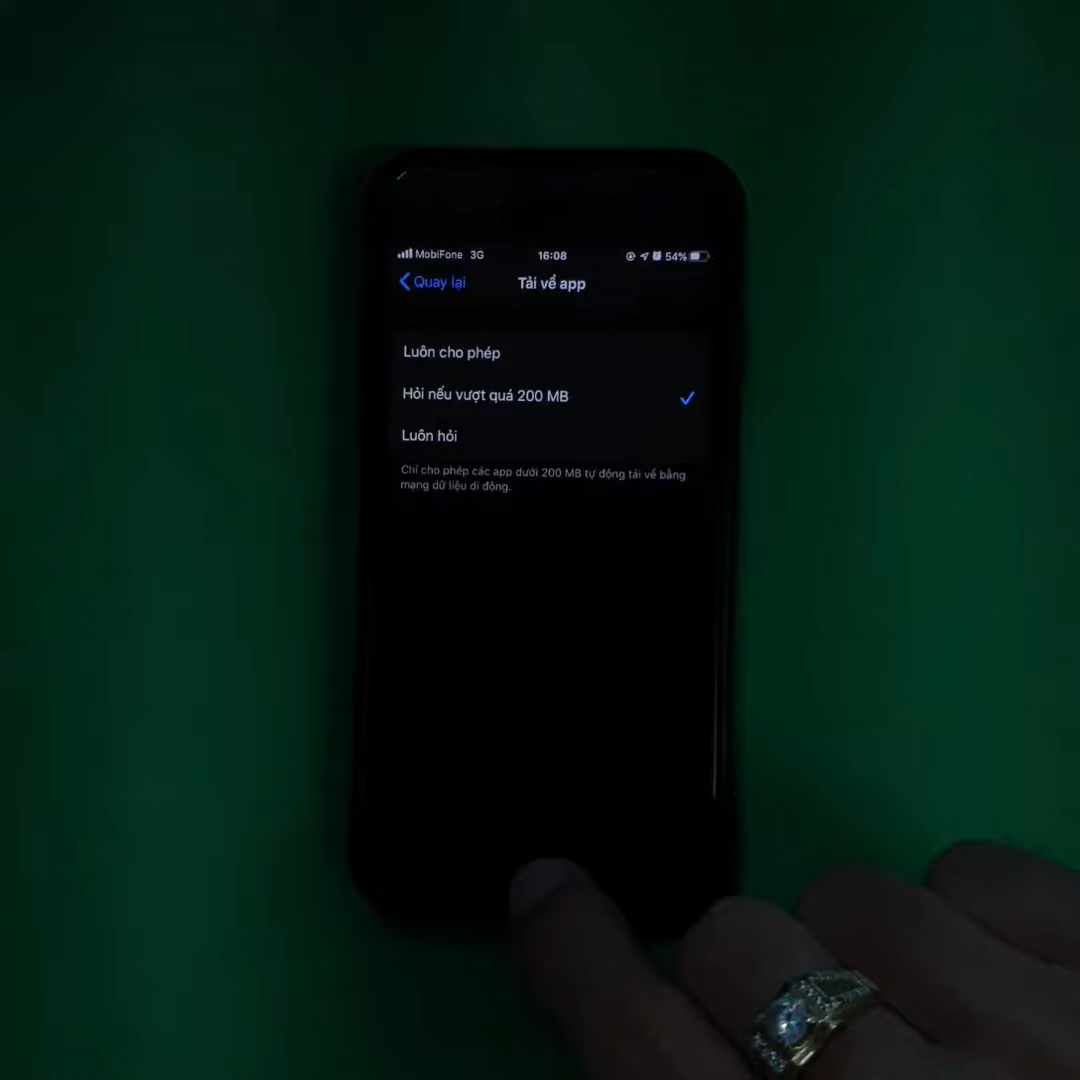 MobiFone 3G 16:08 54%
Quay lại Tải về app
Luôn cho phép
Hỏi nếu vượt quá 200 MB
Luôn hỏi
Chỉ cho phép các app dưới 200 MB tự động tải về bằng
mạng dữ liệu di động.